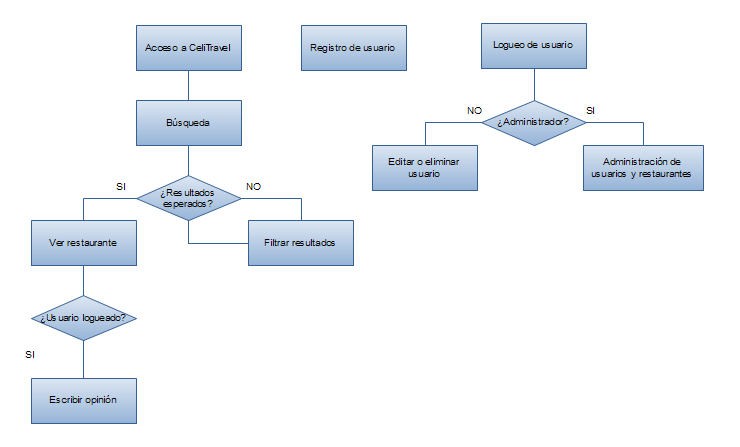 Acceso a CeliTravel
Registro de usuario
Logueo de usuario
Búsqueda
NO
¿Administrador?
SI
Editar o eliminar
usuario
Administración de
usuarios y restaurantes
SI
¿Resultados
esperados?
NO
Ver restaurante
Filtrar resultados
¿Usuario logueado?
SI
Escribir opinión